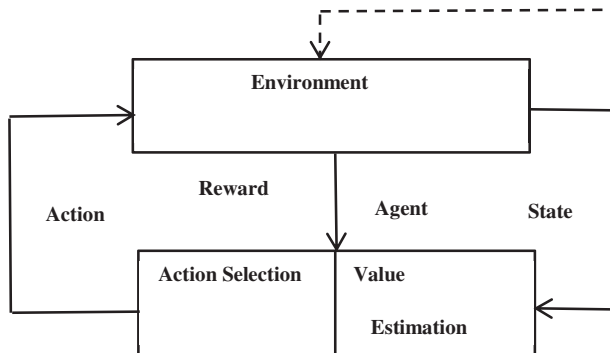 Environment
Reward
Agent
Action
State
Action Selection
Value
Estimation